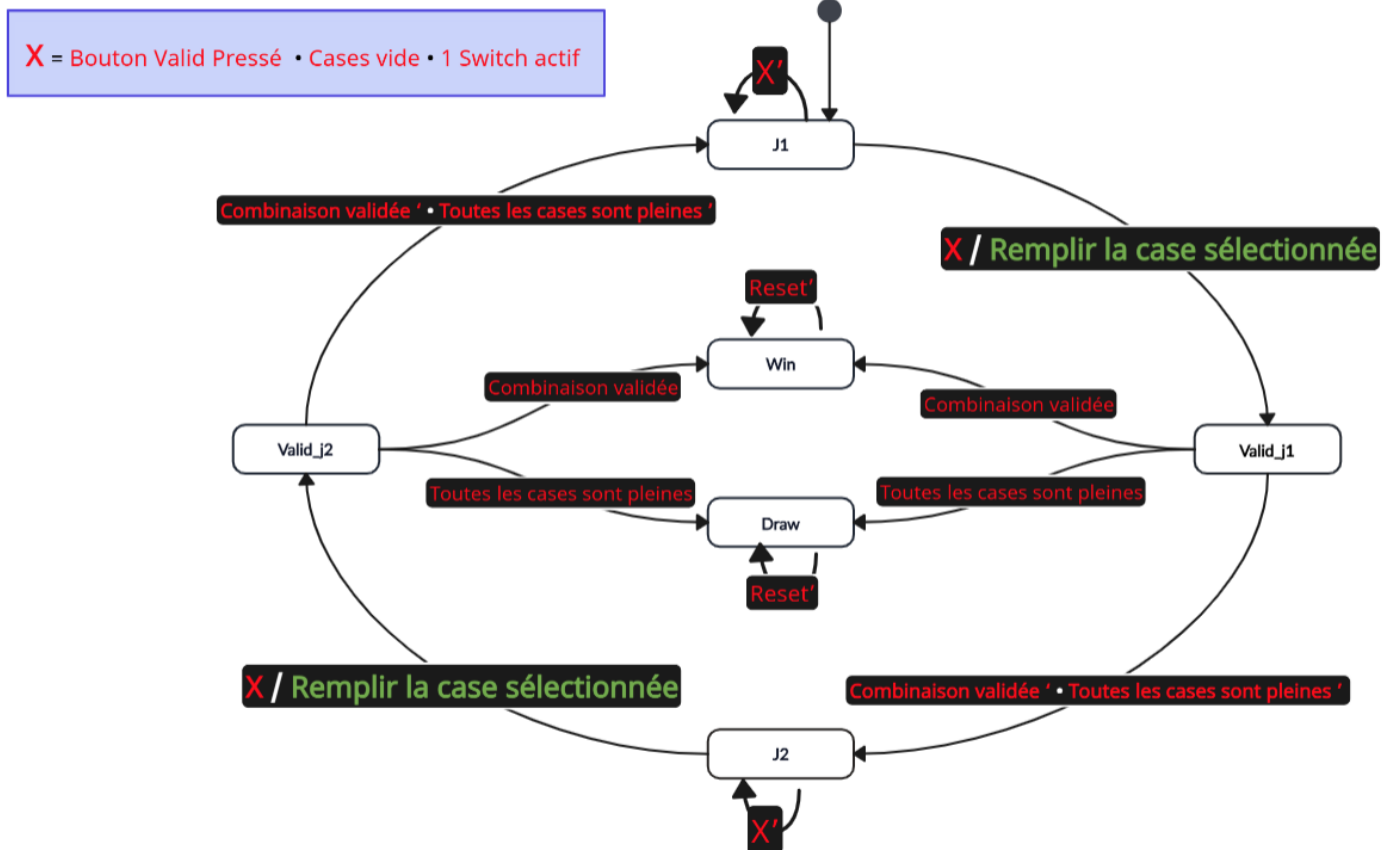 X = Bouton Valid Pressé • Cases vide • 1 Switch actif
X’
J1
Combinaison validée ‘ • Toutes les cases sont pleines ‘
X / Remplir la case sélectionnée
Reset’
Win
Combinaison validée
Combinaison validée
Valid_j2
Valid_j1
Toutes les cases sont pleines
Toutes les cases sont pleines
Draw
Reset’
X / Remplir la case sélectionnée
Combinaison validée ‘ • Toutes les cases sont pleines ‘
J2
X’